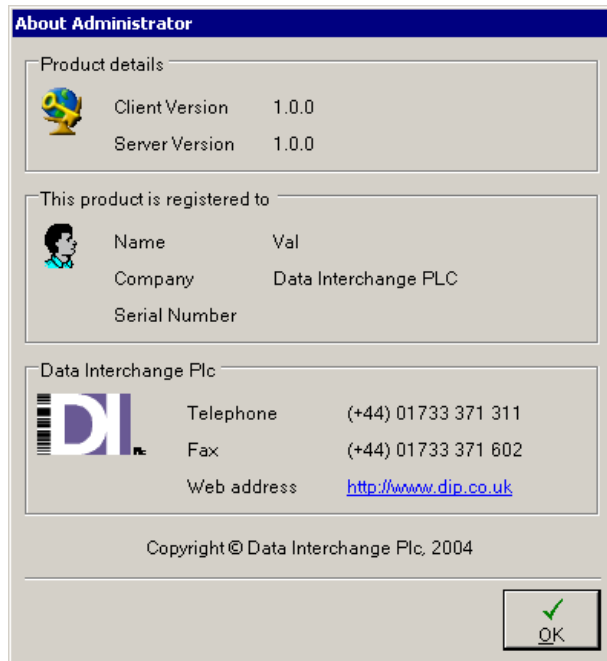 About Administrator
Product details
Client Version 1.0.0
Server Version 1.0.0
This product is registered to
Name Val
Company Data Interchange PLC
Serial Number
Data Interchange Plc
DI Plc
Telephone (+44) 01733 371 311
Fax (+44) 01733 371 602
Web address http://www.dip.co.uk
Copyright © Data Interchange Plc, 2004
OK